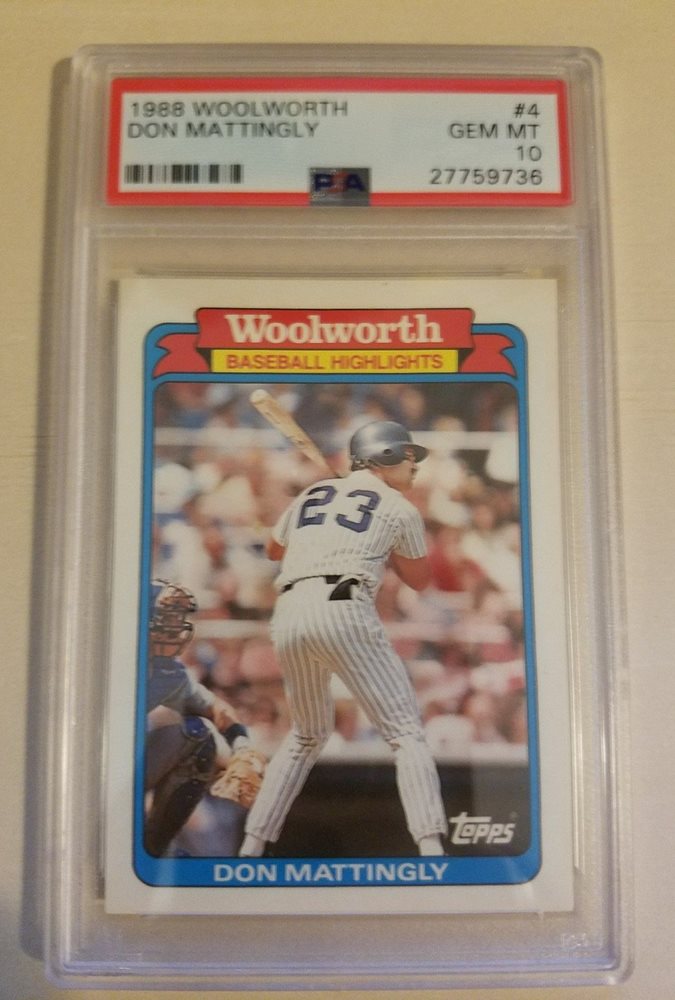 1988 WOOLWORTH #4
DON MATTINGLY GEM MT
10
PSA 27759736
Woolworth
BASEBALL HIGHLIGHTS
23
Topps
DON MATTINGLY